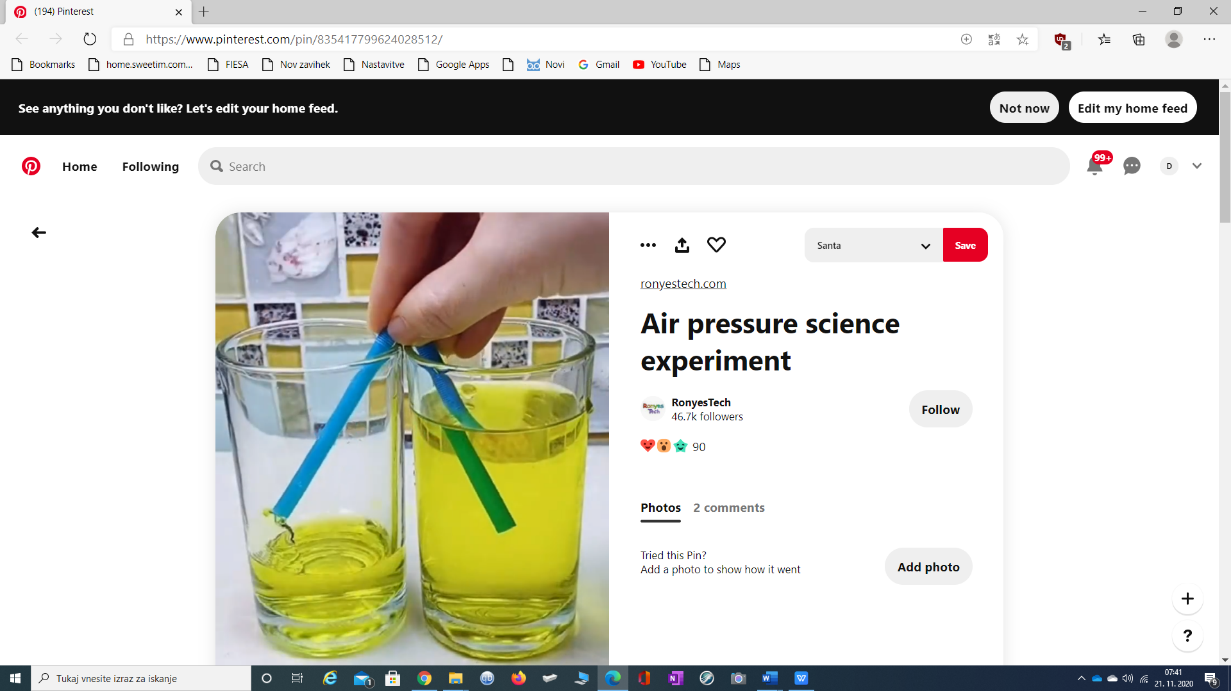 (194) Pinterest
https://www.pinterest.com/pin/835417799624028512/
2
Bookmarks home.sweetim.com... FIESA Nov zavihek Nastavitve Google Apps Novi Gmail YouTube Maps
See anything you don't like? Let's edit your home feed. Not now Edit my home feed
Home Following Search 99+ D
Santa Save
ronyestech.com
Air pressure science
experiment
Ronyes
Tech
RonyesTech
46.7k followers
Follow
90
Photos 2 comments
Tried this Pin?
Add a photo to show how it went
Add photo
+
?
Tukaj vnesite izraz za iskanje
07:41
21. 11. 2020